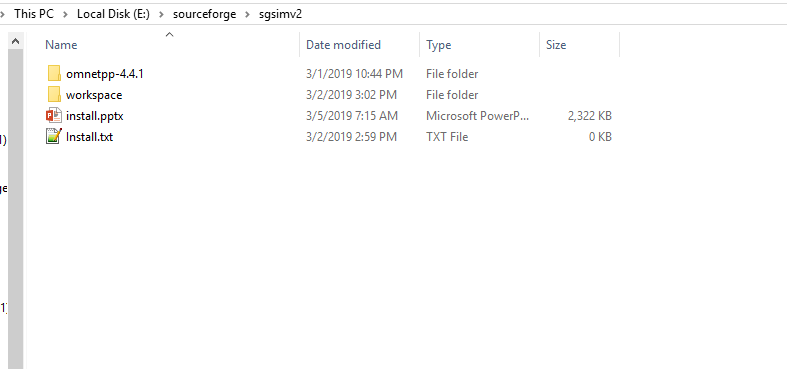 This PC > Local Disk (E:) > sourceforge > sgsimv2
Name Date modified Type Size
omnetpp-4.4.1 3/1/2019 10:44 PM File folder
workspace 3/2/2019 3:02 PM File folder
install.pptx 3/5/2019 7:15 AM Microsoft PowerP... 2,322 KB
Install.txt 3/2/2019 2:59 PM TXT File 0 KB
1)
ge
1)